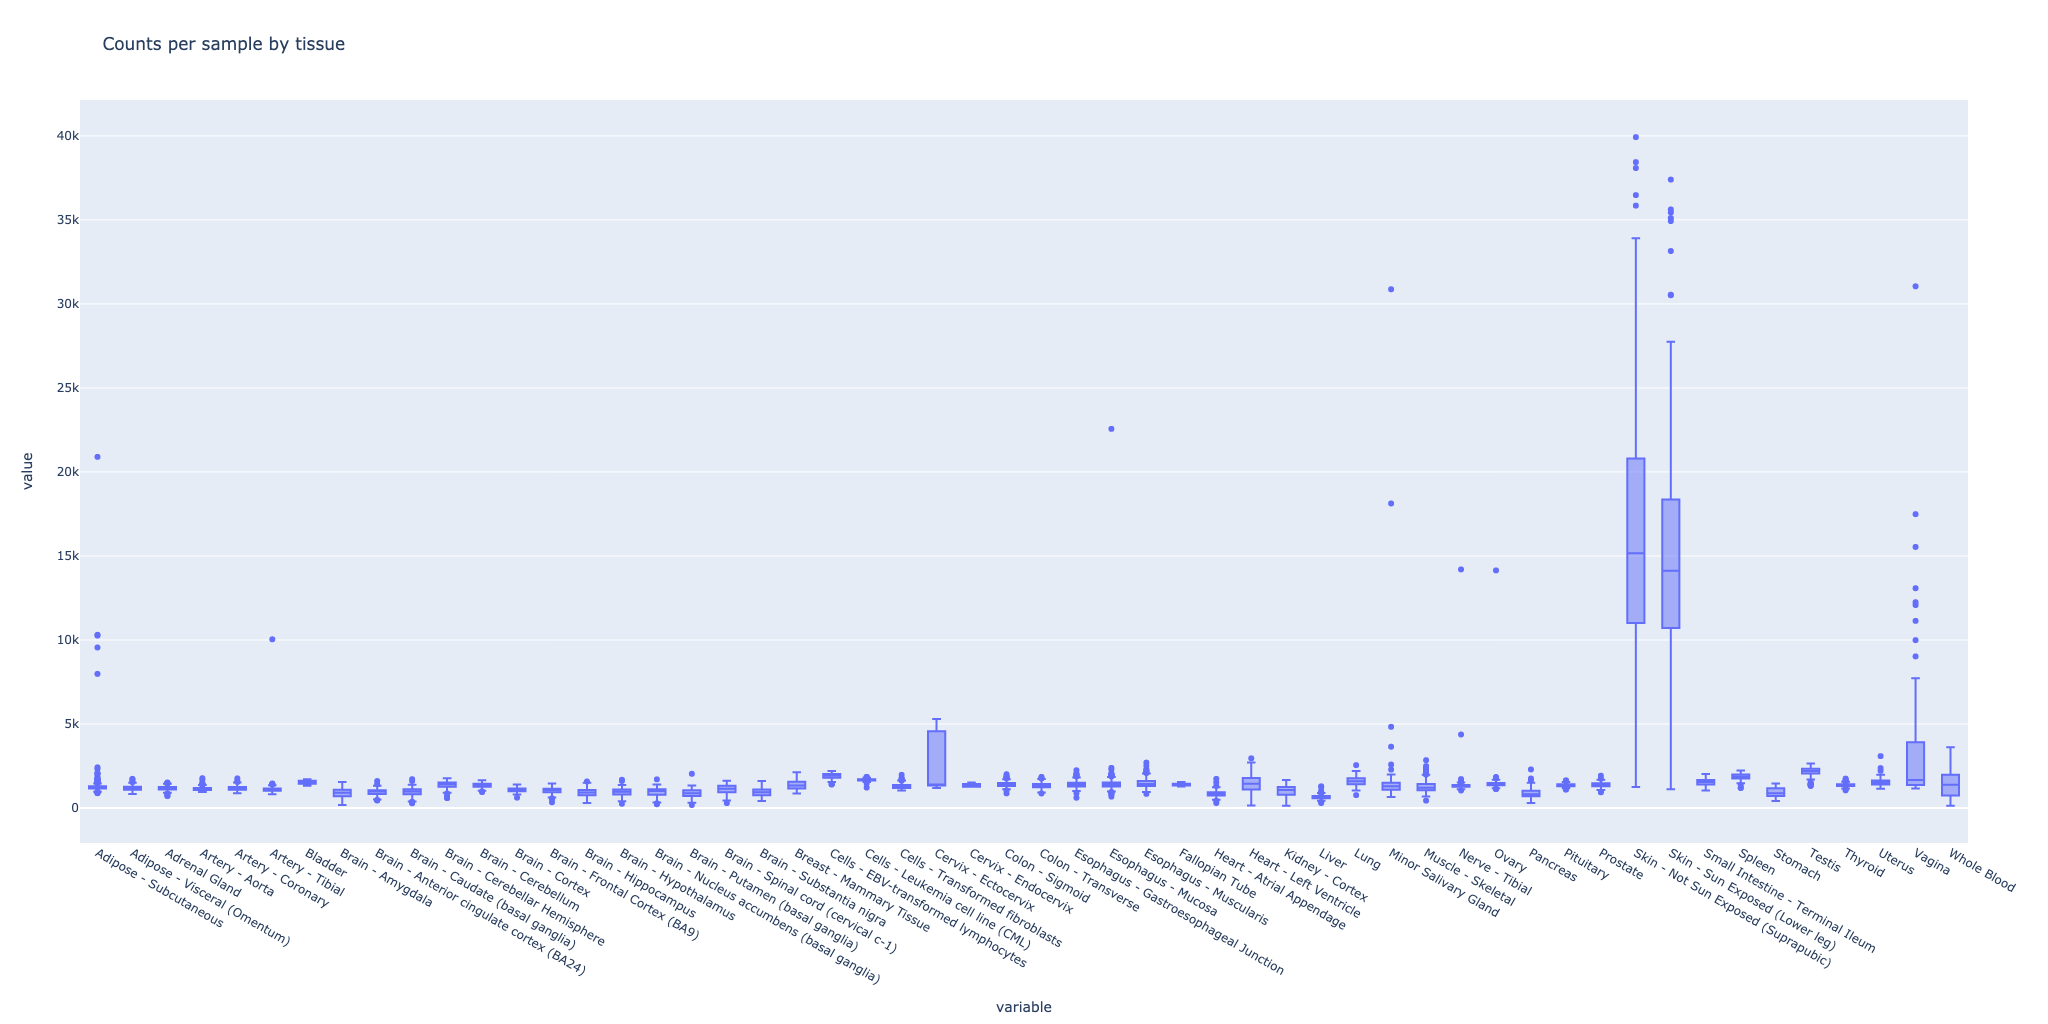 Counts per sample by tissue
40k
35k
30k
25k
20k
15k
10k
5k
0
value
Adipose - Subcutaneous
Adipose - Visceral (Omentum)
Adrenal Gland
Artery - Aorta
Artery - Coronary
Artery - Tibial
Bladder
Brain - Amygdala
Brain - Anterior cingulate cortex (BA24)
Brain - Caudate (basal ganglia)
Brain - Cerebellar Hemisphere
Brain - Cerebellum
Brain - Cortex
Brain - Frontal Cortex (BA9)
Brain - Hippocampus
Brain - Hypothalamus
Brain - Nucleus accumbens (basal ganglia)
Brain - Putamen (basal ganglia)
Brain - Spinal cord (cervical c-1)
Brain - Substantia nigra
Breast - Mammary Tissue
Cells - EBV-transformed lymphocytes
Cells - Leukemia cell line (CML)
Cells - Transformed fibroblasts
Cervix - Ectocervix
Cervix - Endocervix
Colon - Sigmoid
Colon - Transverse
Esophagus - Gastroesophageal Junction
Esophagus - Mucosa
Esophagus - Muscularis
Fallopian Tube
Heart - Atrial Appendage
Heart - Left Ventricle
Kidney - Cortex
Liver
Lung
Minor Salivary Gland
Muscle - Skeletal
Nerve - Tibial
Ovary
Pancreas
Pituitary
Prostate
Skin - Not Sun Exposed (Suprapubic)
Skin - Sun Exposed (Lower leg)
Small Intestine - Terminal Ileum
Spleen
Stomach
Testis
Thyroid
Uterus
Vagina
Whole Blood
variable